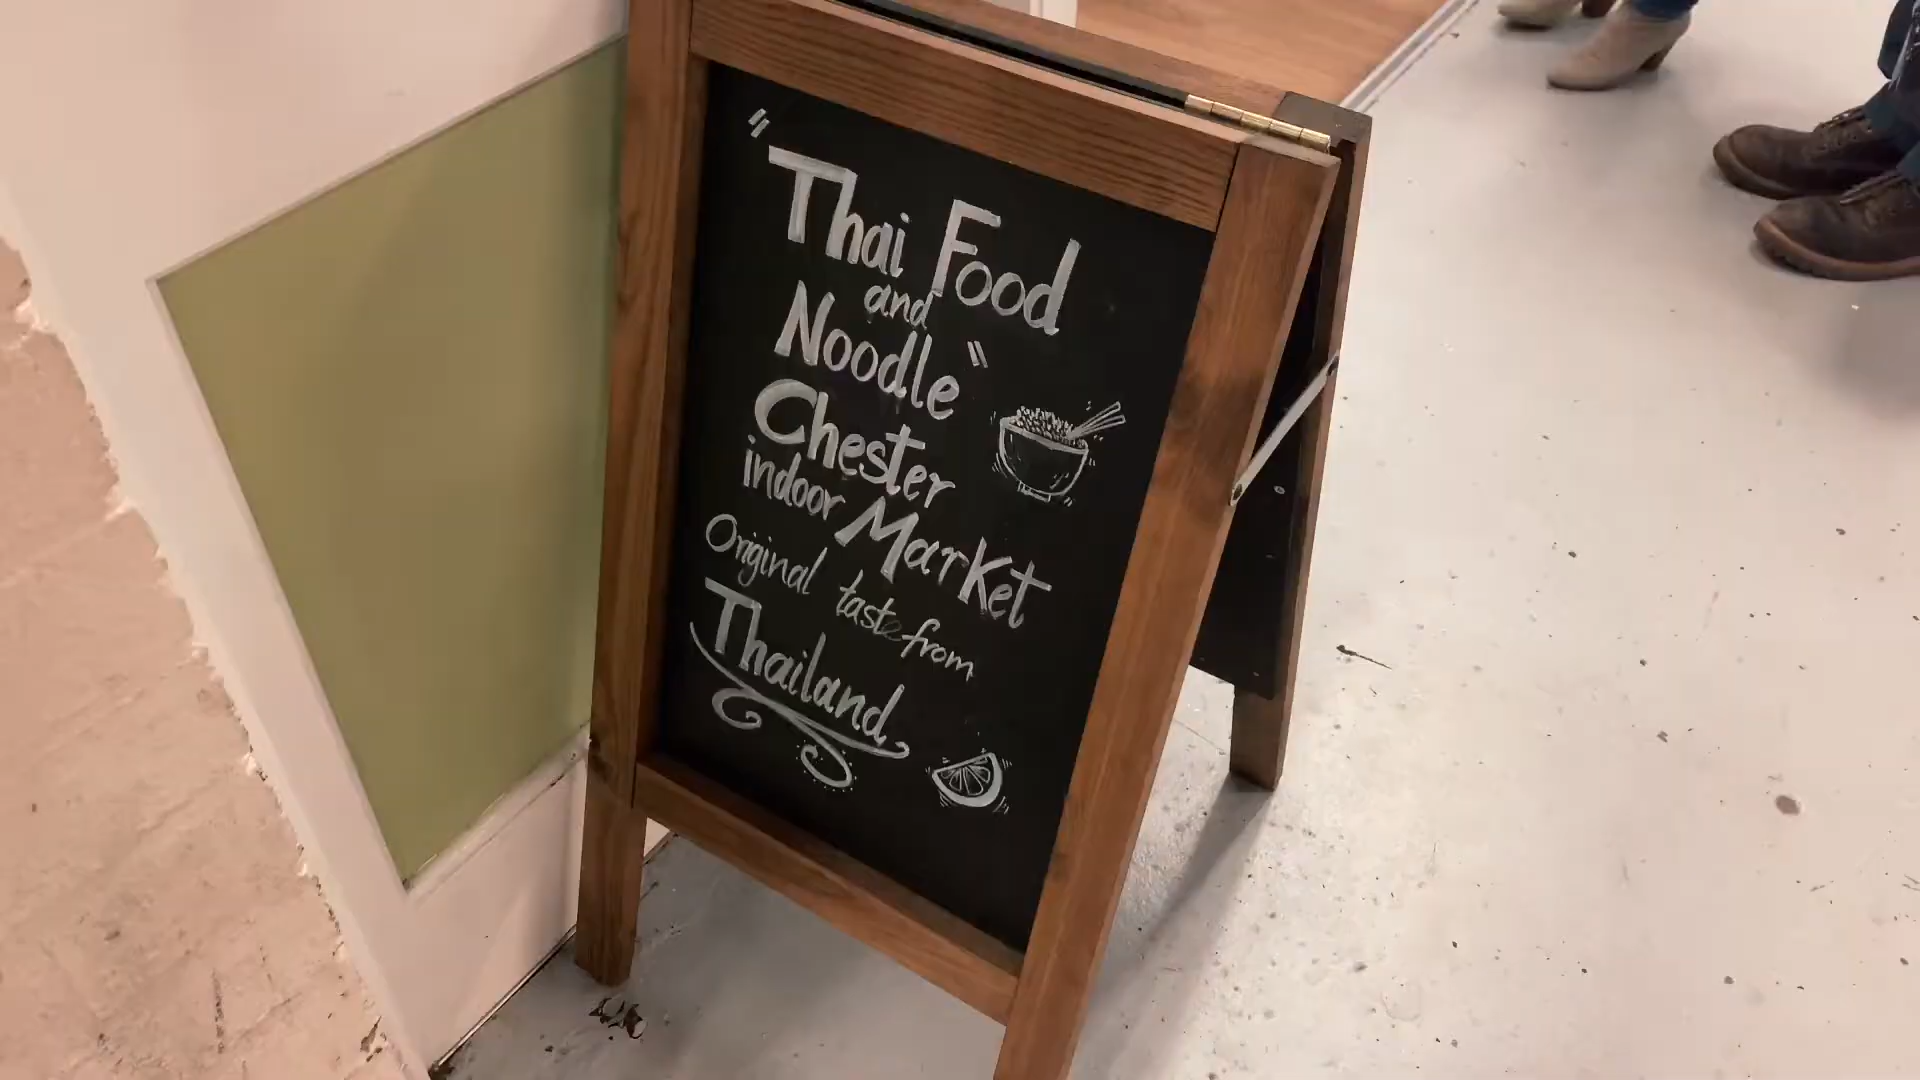 "Thai Food
and
Noodle"
Chester
indoor Market
Original taste from
Thailand